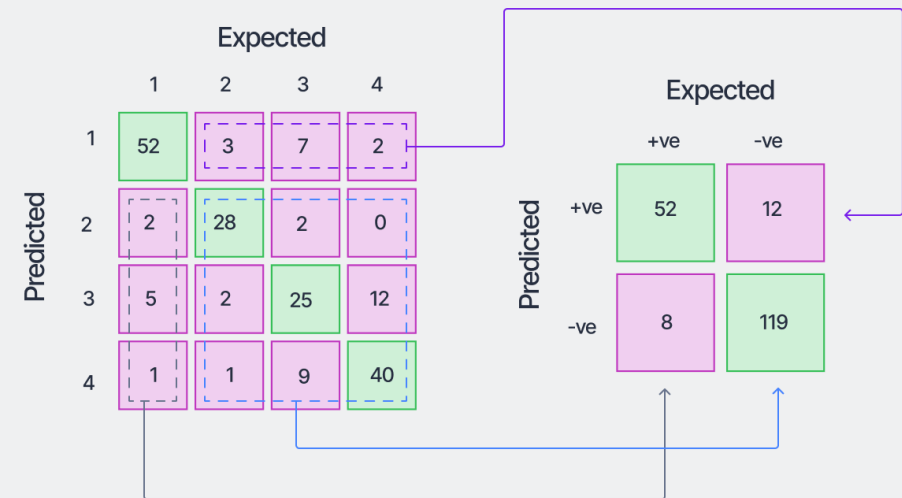 Expected
1 2 3 4
Predicted
1 52 3 7 2
2 2 28 2 0
3 5 2 25 12
4 1 1 9 40
Expected
+ve -ve
Predicted
+ve 52 12
-ve 8 119